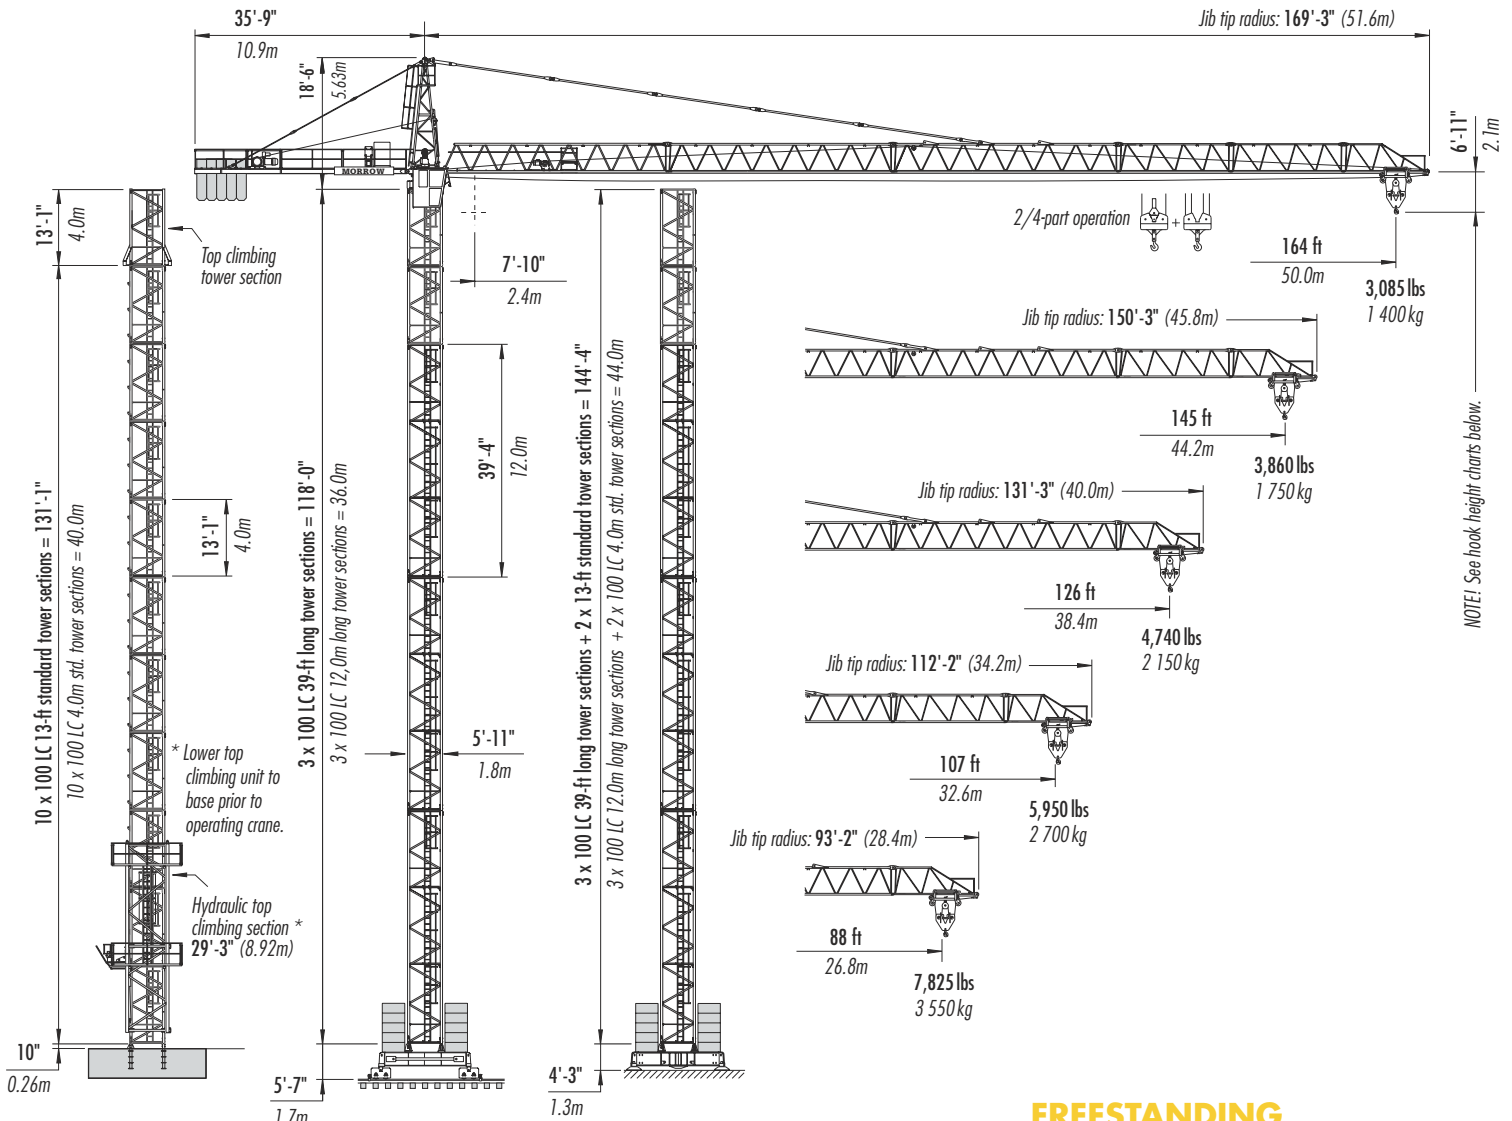 35'-9"
10.9m
Jib tip radius: 169'-3" (51.6m)
18'-6"
5.63m
6'-11"
2.1m
MORROW
13'-1"
4.0m
Top climbing
tower section
2/4-part operation
+
7'-10"
2.4m
164 ft
50.0m
3,085 lbs
1 400 kg
Jib tip radius: 150'-3" (45.8m)
145 ft
44.2m
3,860 lbs
1 750 kg
NOTE! See hook height charts below.
39'-4"
12.0m
10 x 100 LC 13-ft standard tower sections = 131'-1"
10 x 100 LC 4.0m std. tower sections = 40.0m
13'-1"
4.0m
3 x 100 LC 39-ft long tower sections = 118'-0"
3 x 100 LC 12,0m long tower sections = 36.0m
3 x 100 LC 39-ft long tower sections + 2 x 13-ft standard tower sections = 144'-4"
3 x 100 LC 12.0m long tower sections + 2 x 100 LC 4.0m std. tower sections = 44.0m
Jib tip radius: 131'-3" (40.0m)
126 ft
38.4m
4,740 lbs
2 150 kg
Jib tip radius: 112'-2" (34.2m)
107 ft
32.6m
5,950 lbs
2 700 kg
5'-11"
1.8m
* Lower top
climbing unit to
base prior to
operating crane.
Jib tip radius: 93'-2" (28.4m)
88 ft
26.8m
7,825 lbs
3 550 kg
Hydraulic top
climbing section *
29'-3" (8.92m)
10"
0.26m
5'-7"
1.7m
4'-3"
1.3m
FREESTANDING